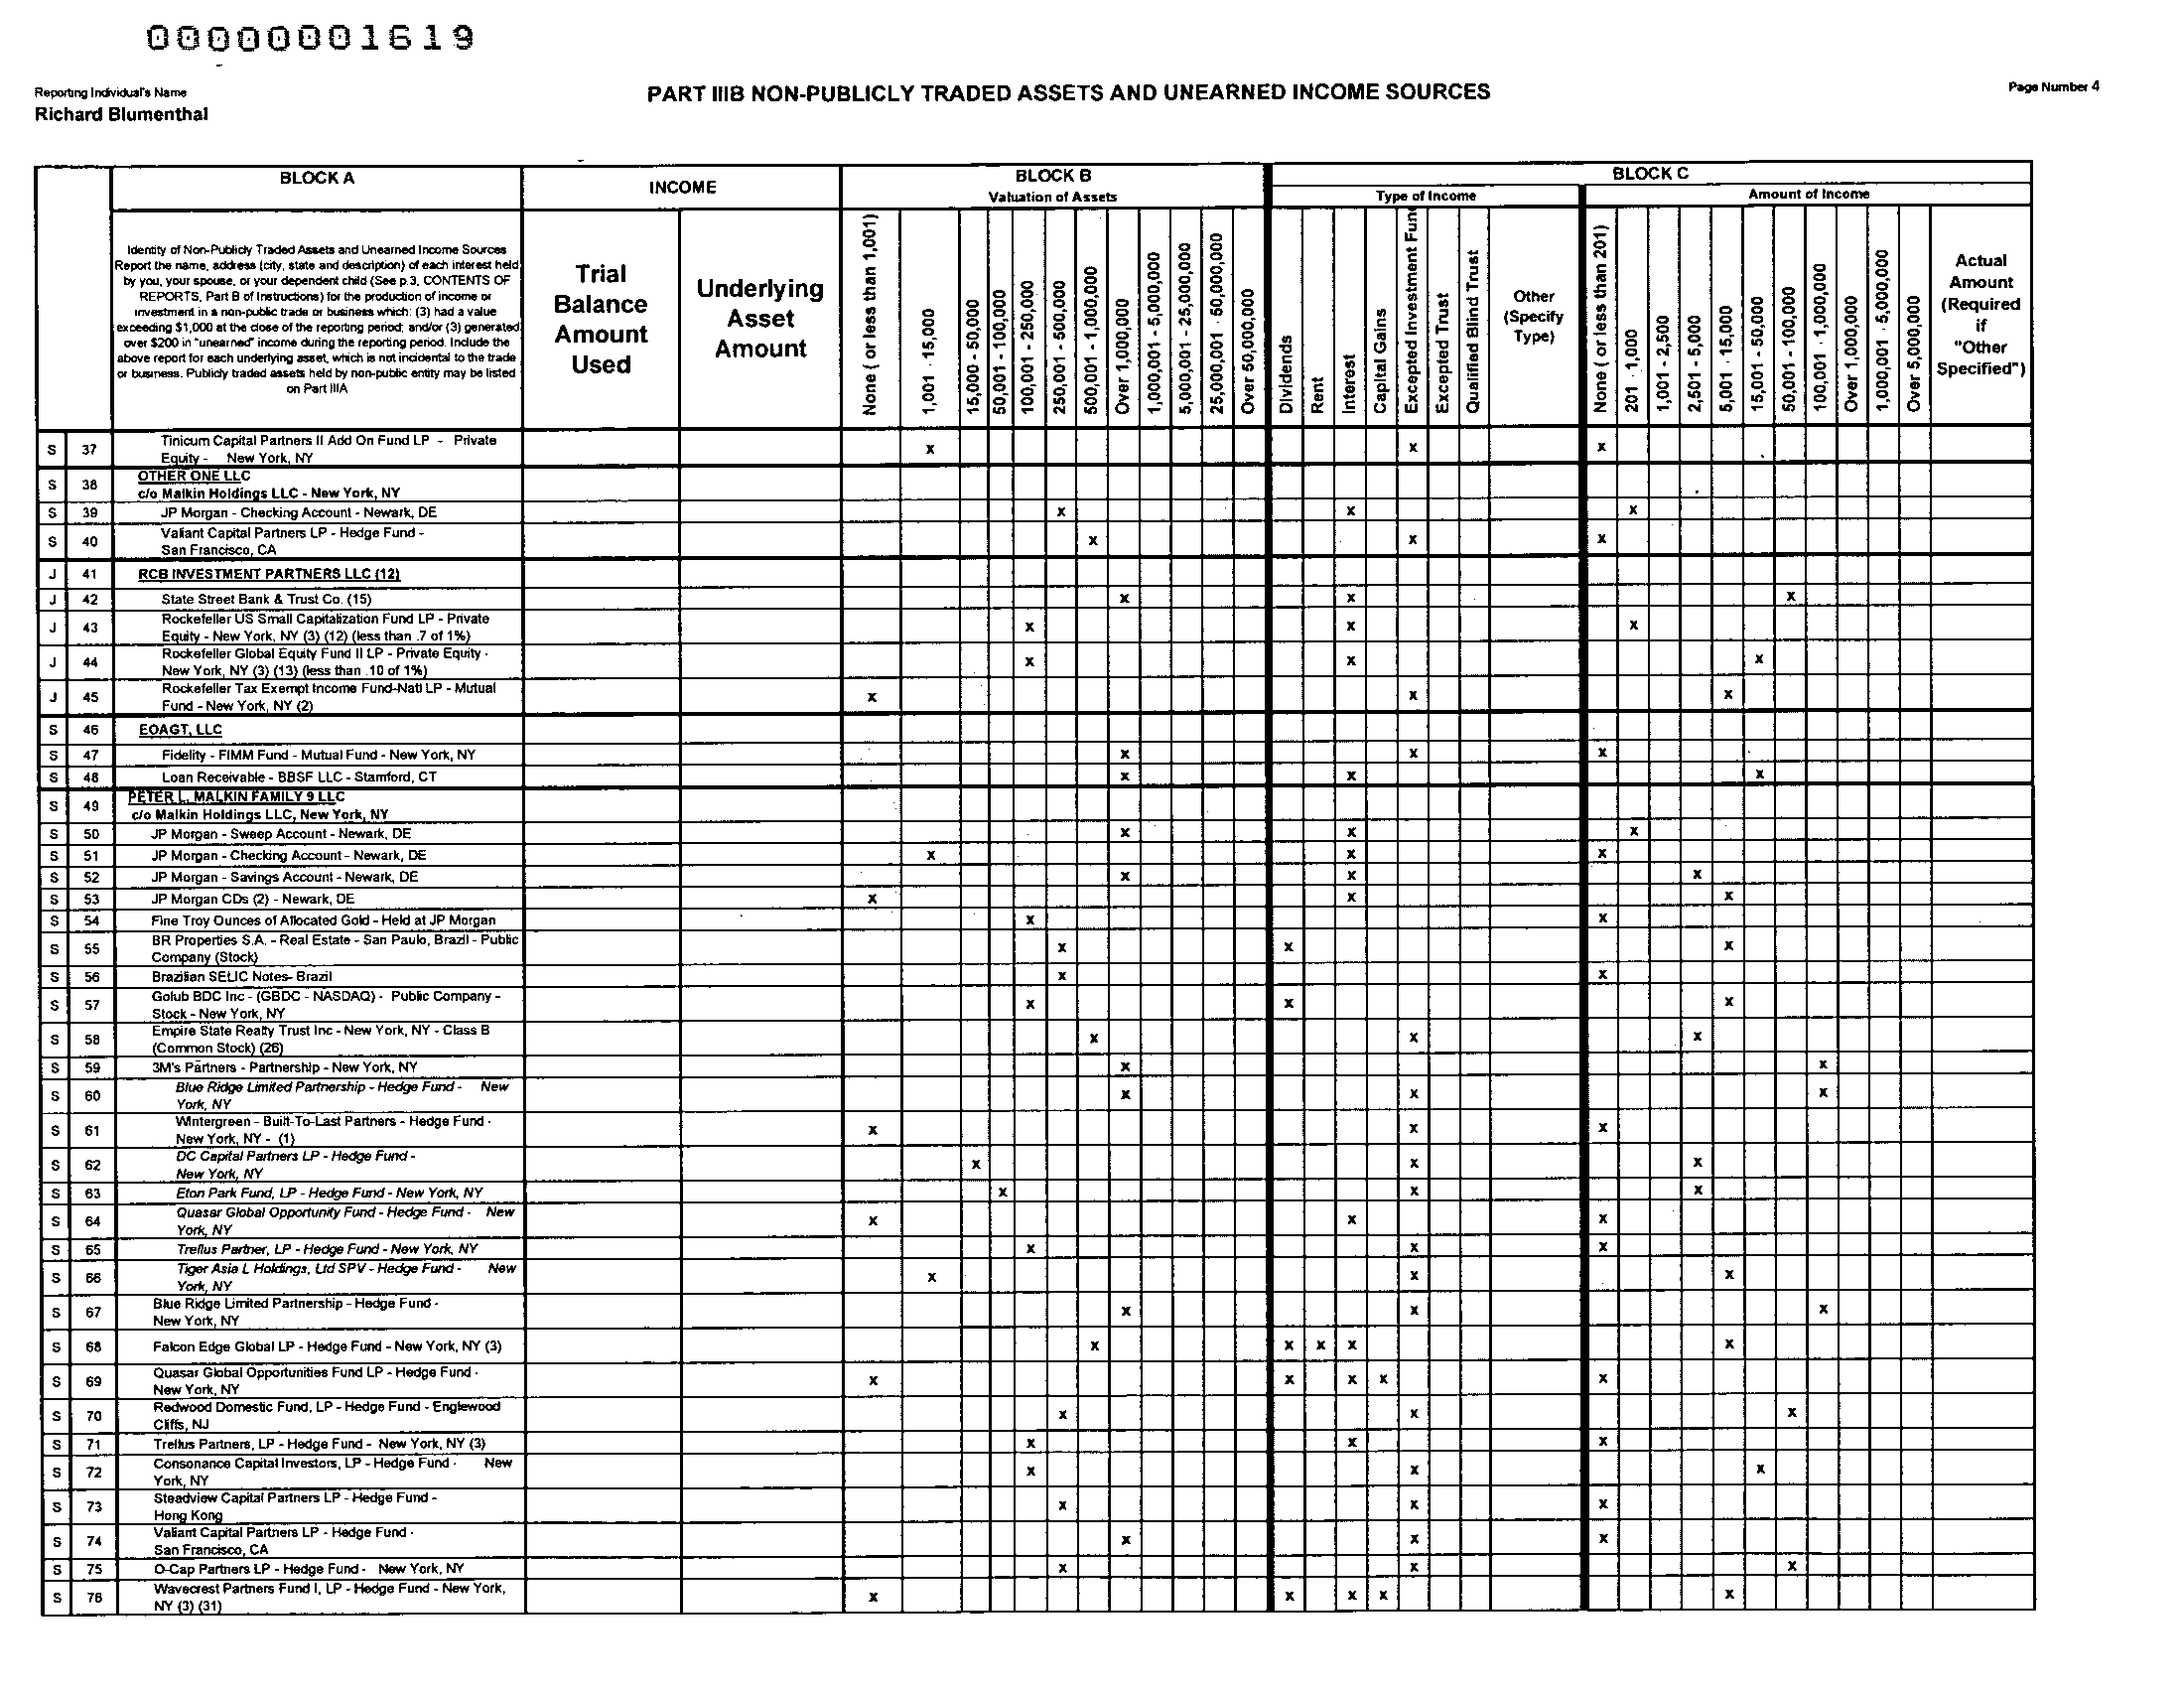 00000001619
Reporting Individual's Name
Richard Blumenthal
PART IIIB NON-PUBLICLY TRADED ASSETS AND UNEARNED INCOME SOURCES
Page Number 4
BLOCK A
INCOME
BLOCK B
Valuation of Assets
BLOCK C
Type of Income
Amount of Income
Identity of Non-Publicly Traded Assets and Unearned Income Sources
Report the name, address (city, state and description) of each interest held
by you, your spouse, or your dependent child (See p.3, CONTENTS OF
REPORTS, Part B of Instructions) for the production of income or
investment in a non-public trade or business which: (3) had a value
exceeding $1,000 at the close of the reporting period; and/or (3) generated
over $200 in "unearned" income during the reporting period. Include the
above report for each underlying asset, which is not incidental to the trade
or business. Publicly traded assets held by non-public entity may be listed
on Part IIIA
Trial
Balance
Amount
Used
Underlying
Asset
Amount
None ( or less than 1,001)
1,001 - 15,000
15,000 - 50,000
50,001 - 100,000
100,001 - 250,000
250,001 - 500,000
500,001 - 1,000,000
Over 1,000,000
1,000,001 - 5,000,000
5,000,001 - 25,000,000
25,000,001 - 50,000,000
Over 50,000,000
Dividends
Rent
Interest
Capital Gains
Excepted Investment Fund
Excepted Trust
Qualified Blind Trust
Other
(Specify
Type)
None ( or less than 201)
201 - 1,000
1,001 - 2,500
2,501 - 5,000
5,001 - 15,000
15,001 - 50,000
50,001 - 100,000
100,001 - 1,000,000
Over 1,000,000
1,000,001 - 5,000,000
Over 5,000,000
Actual
Amount
(Required
if
"Other
Specified")
S 37 Tinicum Capital Partners II Add On Fund LP - Private
Equity - New York, NY x x x
S 38 OTHER ONE LLC
c/o Malkin Holdings LLC - New York, NY
S 39 JP Morgan - Checking Account - Newark, DE x x x
S 40 Valiant Capital Partners LP - Hedge Fund -
San Francisco, CA x x x
J 41 RCB INVESTMENT PARTNERS LLC (12)
J 42 State Street Bank & Trust Co. (15) x x x
J 43 Rockefeller US Small Capitalization Fund LP - Private
Equity - New York, NY (3) (12) (less than .7 of 1%) x x x
J 44 Rockefeller Global Equity Fund II LP - Private Equity -
New York, NY (3) (13) (less than .10 of 1%) x x x
J 45 Rockefeller Tax Exempt Income Fund-Natl LP - Mutual
Fund - New York, NY (2) x x x
S 46 EOAGT, LLC
S 47 Fidelity - FIMM Fund - Mutual Fund - New York, NY x x x
S 48 Loan Receivable - BBSF LLC - Stamford, CT x x x
S 49 PETER L. MALKIN FAMILY 9 LLC
c/o Malkin Holdings LLC, New York, NY
S 50 JP Morgan - Sweep Account - Newark, DE x x x
S 51 JP Morgan - Checking Account - Newark, DE x x x
S 52 JP Morgan - Savings Account - Newark, DE x x x
S 53 JP Morgan CDs (2) - Newark, DE x x x
S 54 Fine Troy Ounces of Allocated Gold - Held at JP Morgan x x
S 55 BR Properties S.A. - Real Estate - San Paulo, Brazil - Public
Company (Stock) x x x
S 56 Brazilian SELIC Notes- Brazil x x
S 57 Golub BDC Inc - (GBDC - NASDAQ) - Public Company -
Stock - New York, NY x x x
S 58 Empire State Realty Trust Inc - New York, NY - Class B
(Common Stock) (26) x x x
S 59 3M's Partners - Partnership - New York, NY x x
S 60 Blue Ridge Limited Partnership - Hedge Fund - New
York, NY x x x
S 61 Wintergreen - Built-To-Last Partners - Hedge Fund -
New York, NY - (1) x x x
S 62 DC Capital Partners LP - Hedge Fund -
New York, NY x x x
S 63 Eton Park Fund, LP - Hedge Fund - New York, NY x x x
S 64 Quasar Global Opportunity Fund - Hedge Fund - New
York, NY x x x
S 65 Trellus Partner, LP - Hedge Fund - New York, NY x x x
S 66 Tiger Asia L Holdings, Ltd SPV - Hedge Fund - New
York, NY x x x
S 67 Blue Ridge Limited Partnership - Hedge Fund -
New York, NY x x x
S 68 Falcon Edge Global LP - Hedge Fund - New York, NY (3) x x x x x
S 69 Quasar Global Opportunities Fund LP - Hedge Fund -
New York, NY x x x x x
S 70 Redwood Domestic Fund, LP - Hedge Fund - Englewood
Cliffs, NJ x x x
S 71 Trellus Partners, LP - Hedge Fund - New York, NY (3) x x x
S 72 Consonance Capital Investors, LP - Hedge Fund - New
York, NY x x x
S 73 Steadview Capital Partners LP - Hedge Fund -
Hong Kong x x x
S 74 Valiant Capital Partners LP - Hedge Fund -
San Francisco, CA x x x
S 75 O-Cap Partners LP - Hedge Fund - New York, NY x x x
S 76 Wavecrest Partners Fund I, LP - Hedge Fund - New York,
NY (3) (31) x x x x x